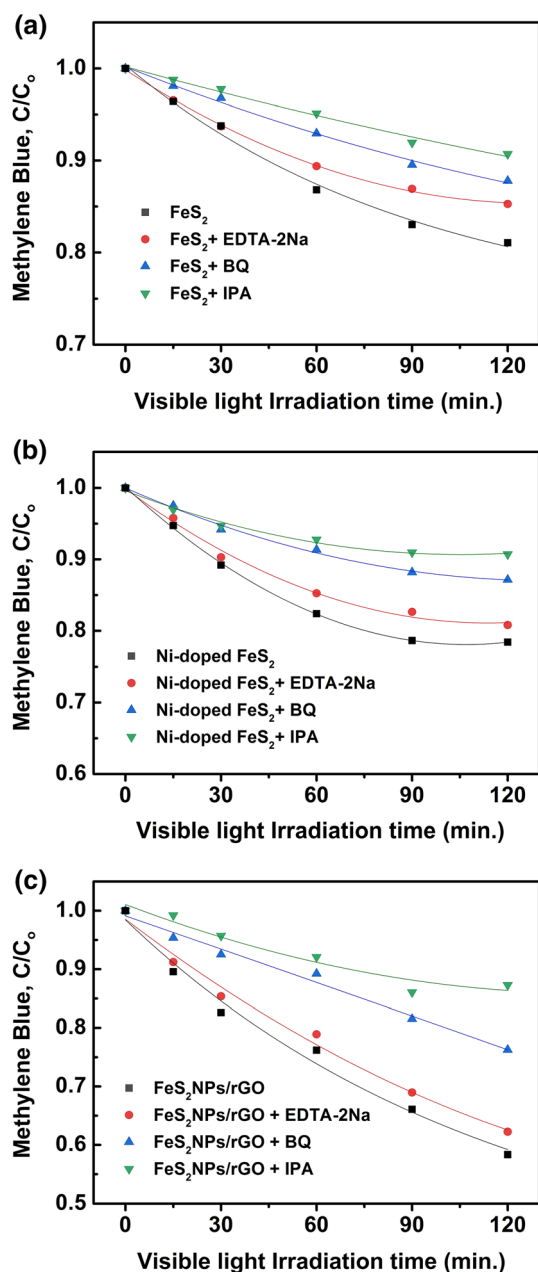 (a)
Methylene Blue, C/Co
1.0
0.9
0.8
0.7
FeS2
FeS2+ EDTA-2Na
FeS2+ BQ
FeS2+ IPA
0 30 60 90 120
Visible light Irradiation time (min.)
(b)
Methylene Blue, C/Co
1.0
0.9
0.8
0.7
0.6
Ni-doped FeS2
Ni-doped FeS2+ EDTA-2Na
Ni-doped FeS2+ BQ
Ni-doped FeS2+ IPA
0 30 60 90 120
Visible light Irradiation time (min.)
(c)
Methylene Blue, C/Co
1.0
0.9
0.8
0.7
0.6
0.5
FeS2NPs/rGO
FeS2NPs/rGO + EDTA-2Na
FeS2NPs/rGO + BQ
FeS2NPs/rGO + IPA
0 30 60 90 120
Visible light Irradiation time (min.)